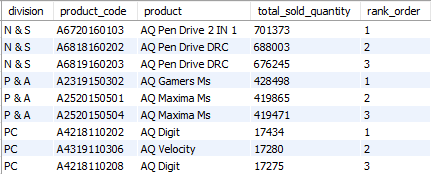 division product_code product total_sold_quantity rank_order
N & S A6720160103 AQ Pen Drive 2 IN 1 701373 1
N & S A6818160202 AQ Pen Drive DRC 688003 2
N & S A6819160203 AQ Pen Drive DRC 676245 3
P & A A2319150302 AQ Gamers Ms 428498 1
P & A A2520150501 AQ Maxima Ms 419865 2
P & A A2520150504 AQ Maxima Ms 419471 3
PC A4218110202 AQ Digit 17434 1
PC A4319110306 AQ Velocity 17280 2
PC A4218110208 AQ Digit 17275 3